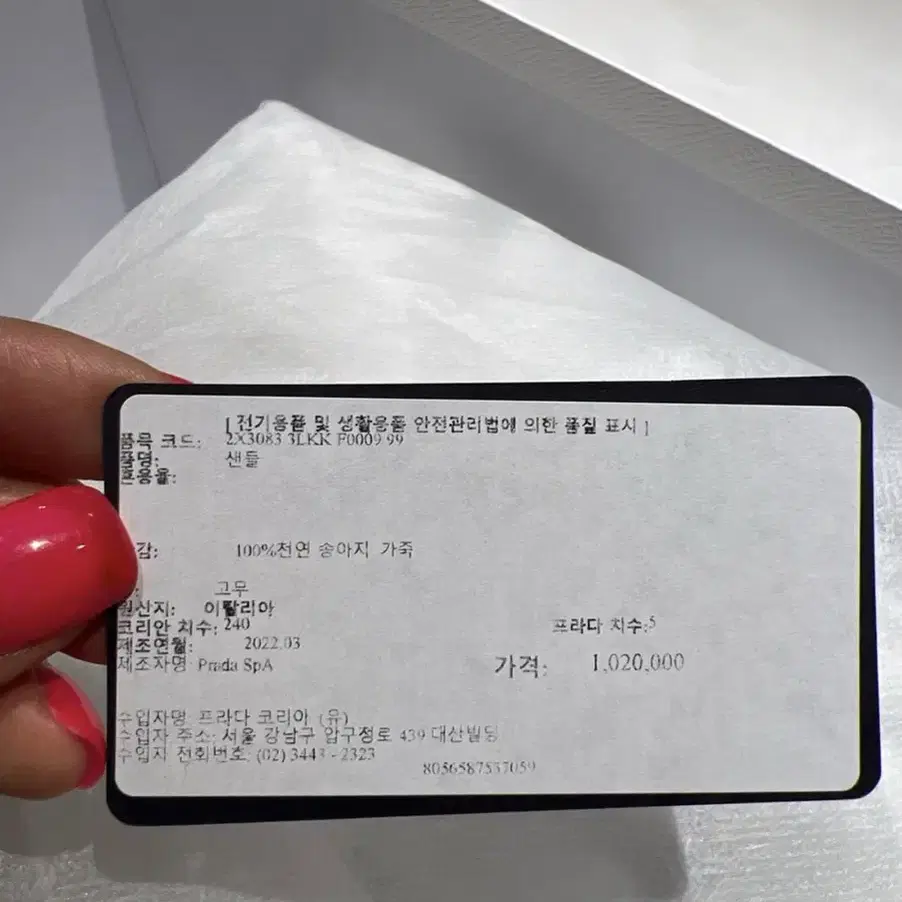 [ 전기용품 및 생활용품 안전관리법에 의한 품질 표시 ]
품목 코드: 2X3083 3LKK F0009 99
품명: 샌들
혼용율:
감: 100%천연 송아지 가죽
: 고무
원산지: 이탈리아
코리안 치수: 240 프라다 치수:5
제조연월: 2022.03
제조자명 Prada SpA 가격: 1,020,000
수입자명 프라다 코리아 (유)
수입자 주소: 서울 강남구 압구정로 439 대산빌딩
수입자 전화번호: (02) 3443 - 2323
8056587537059